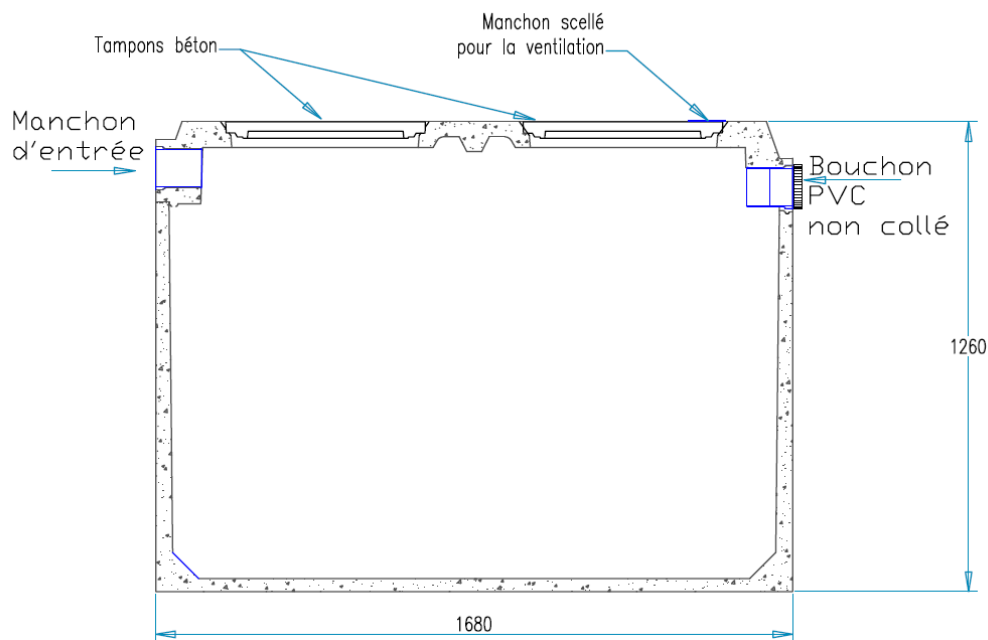 Manchon scellé
pour la ventilation
Tampons béton
Manchon
d'entrée
Bouchon
PVC
non collé
1260
1680